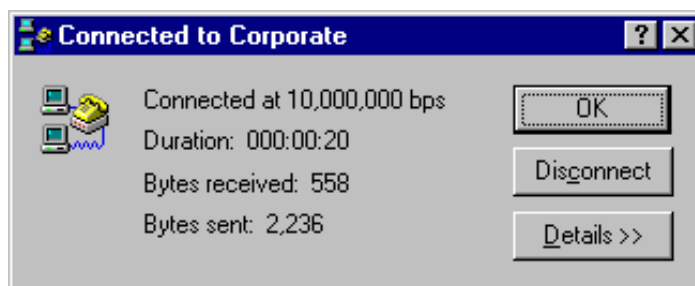 Connected to Corporate
Connected at 10,000,000 bps
Duration: 000:00:20
Bytes received: 558
Bytes sent: 2,236
OK
Disconnect
Details >>